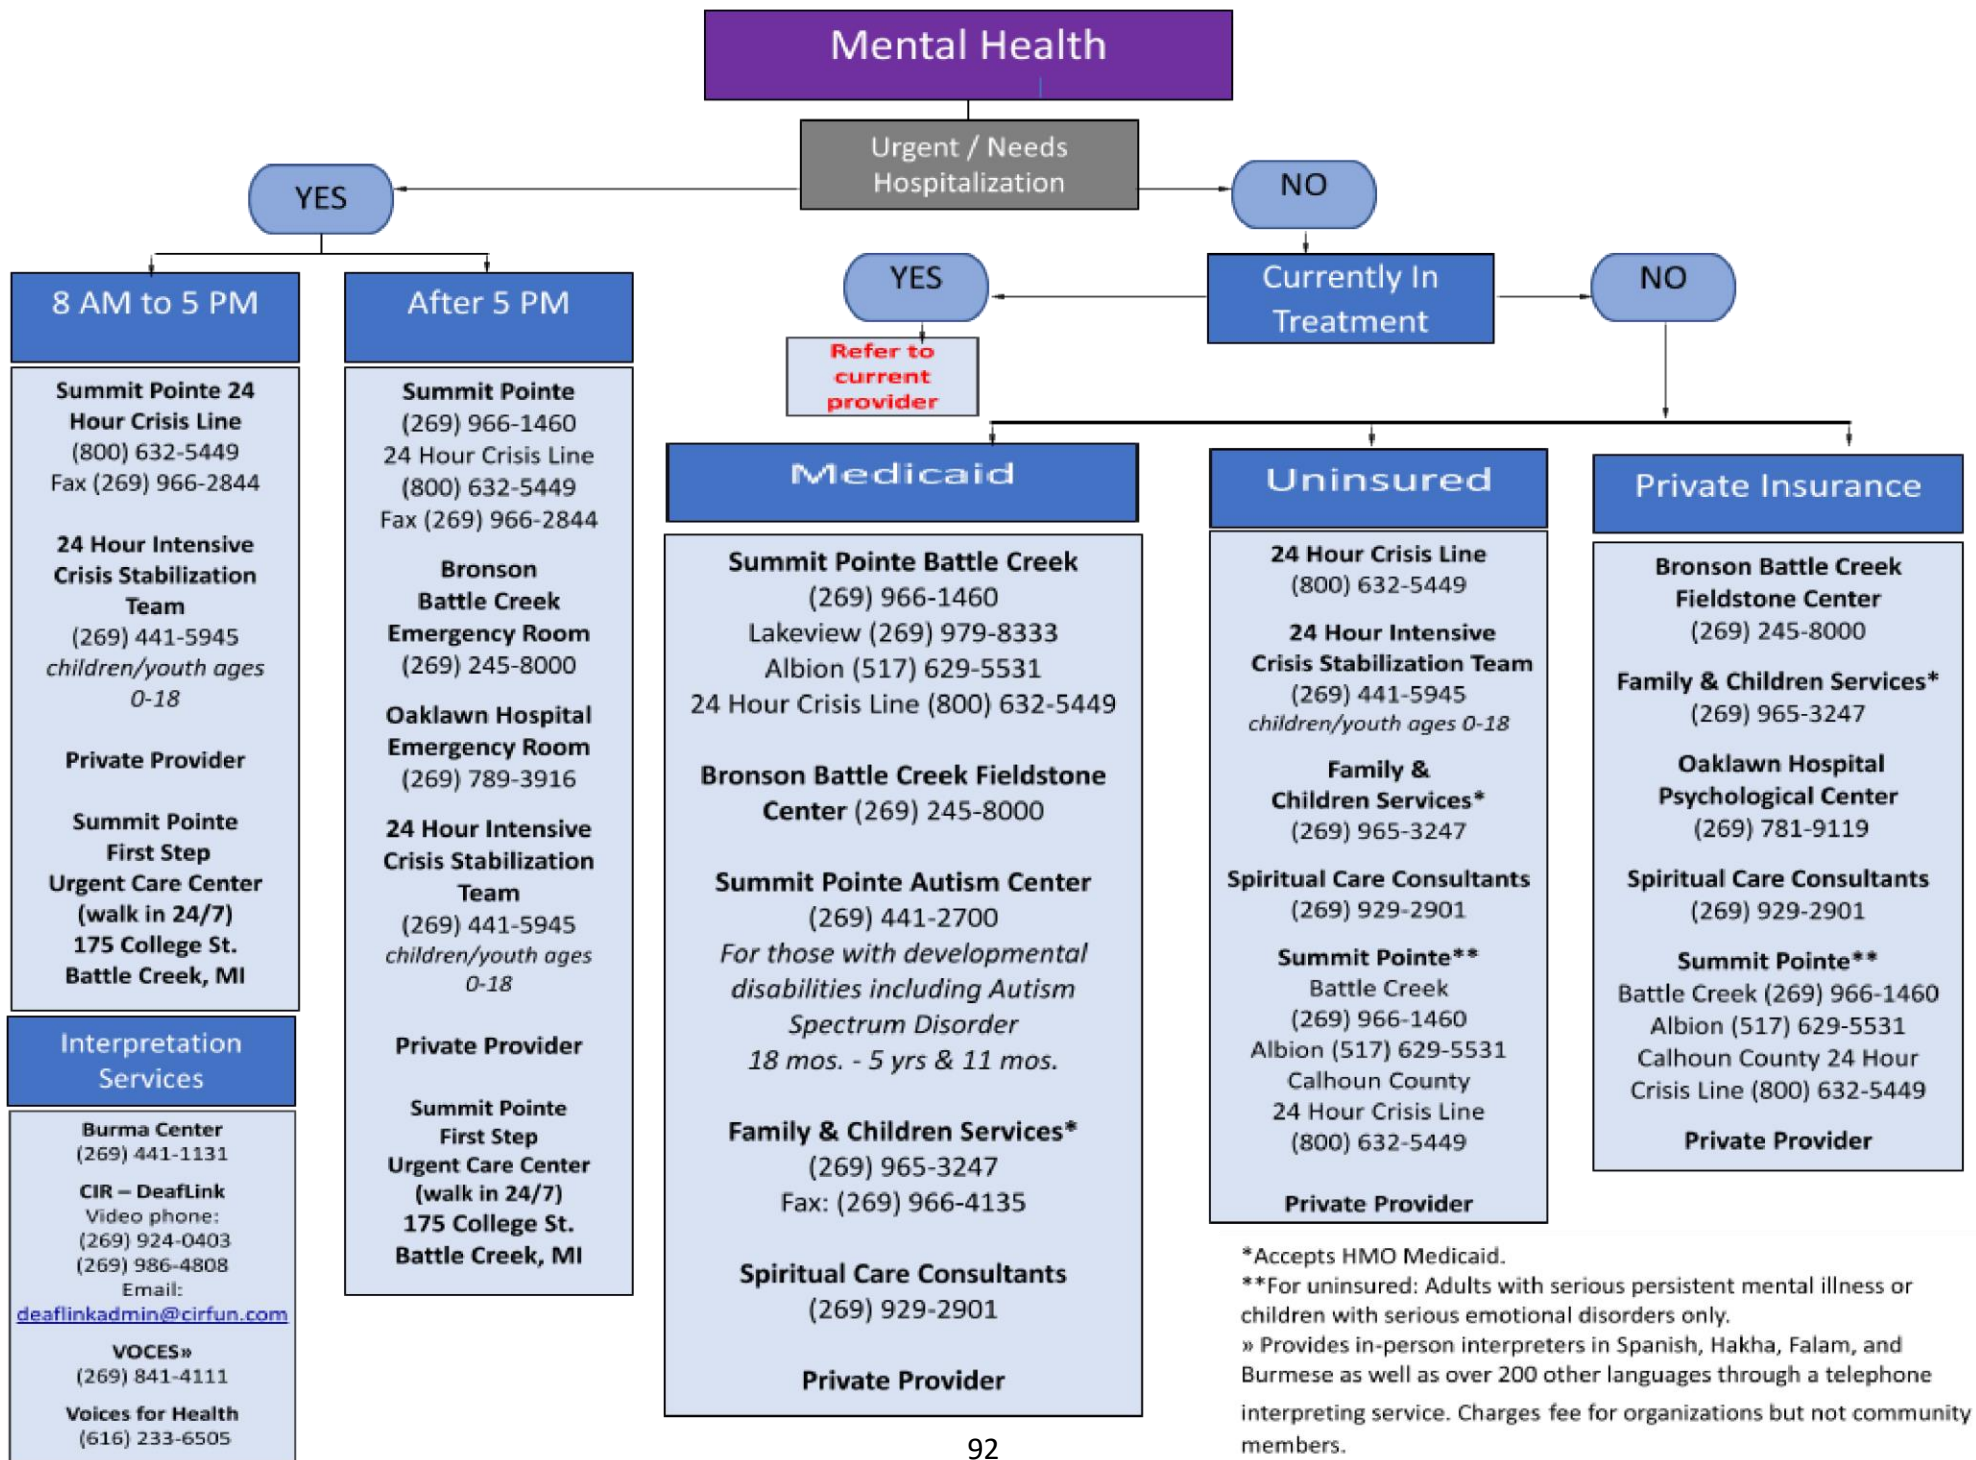 Mental Health
Urgent / Needs
Hospitalization
YES
NO
8 AM to 5 PM
Summit Pointe 24
Hour Crisis Line
(800) 632-5449
Fax (269) 966-2844
24 Hour Intensive
Crisis Stabilization
Team
(269) 441-5945
children/youth ages
0-18
Private Provider
Summit Pointe
First Step
Urgent Care Center
(walk in 24/7)
175 College St.
Battle Creek, MI
Interpretation
Services
Burma Center
(269) 441-1131
CIR – DeafLink
Video phone:
(269) 924-0403
(269) 986-4808
Email:
deaflinkadmin@cirfun.com
VOCES»
(269) 841-4111
Voices for Health
(616) 233-6505
After 5 PM
Summit Pointe
(269) 966-1460
24 Hour Crisis Line
(800) 632-5449
Fax (269) 966-2844
Bronson
Battle Creek
Emergency Room
(269) 245-8000
Oaklawn Hospital
Emergency Room
(269) 789-3916
24 Hour Intensive
Crisis Stabilization
Team
(269) 441-5945
children/youth ages
0-18
Private Provider
Summit Pointe
First Step
Urgent Care Center
(walk in 24/7)
175 College St.
Battle Creek, MI
Currently In
Treatment
YES
NO
Refer to
current
provider
Medicaid
Summit Pointe Battle Creek
(269) 966-1460
Lakeview (269) 979-8333
Albion (517) 629-5531
24 Hour Crisis Line (800) 632-5449
Bronson Battle Creek Fieldstone
Center (269) 245-8000
Summit Pointe Autism Center
(269) 441-2700
For those with developmental
disabilities including Autism
Spectrum Disorder
18 mos. - 5 yrs & 11 mos.
Family & Children Services*
(269) 965-3247
Fax: (269) 966-4135
Spiritual Care Consultants
(269) 929-2901
Private Provider
Uninsured
24 Hour Crisis Line
(800) 632-5449
24 Hour Intensive
Crisis Stabilization Team
(269) 441-5945
children/youth ages 0-18
Family &
Children Services*
(269) 965-3247
Spiritual Care Consultants
(269) 929-2901
Summit Pointe**
Battle Creek
(269) 966-1460
Albion (517) 629-5531
Calhoun County
24 Hour Crisis Line
(800) 632-5449
Private Provider
Private Insurance
Bronson Battle Creek
Fieldstone Center
(269) 245-8000
Family & Children Services*
(269) 965-3247
Oaklawn Hospital
Psychological Center
(269) 781-9119
Spiritual Care Consultants
(269) 929-2901
Summit Pointe**
Battle Creek (269) 966-1460
Albion (517) 629-5531
Calhoun County 24 Hour
Crisis Line (800) 632-5449
Private Provider
*Accepts HMO Medicaid.
**For uninsured: Adults with serious persistent mental illness or
children with serious emotional disorders only.
» Provides in-person interpreters in Spanish, Hakha, Falam, and
Burmese as well as over 200 other languages through a telephone
interpreting service. Charges fee for organizations but not community
members.
92